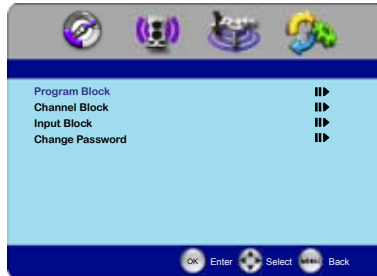 Program Block
Channel Block
Input Block
Change Password
OK Enter Select MENU Back